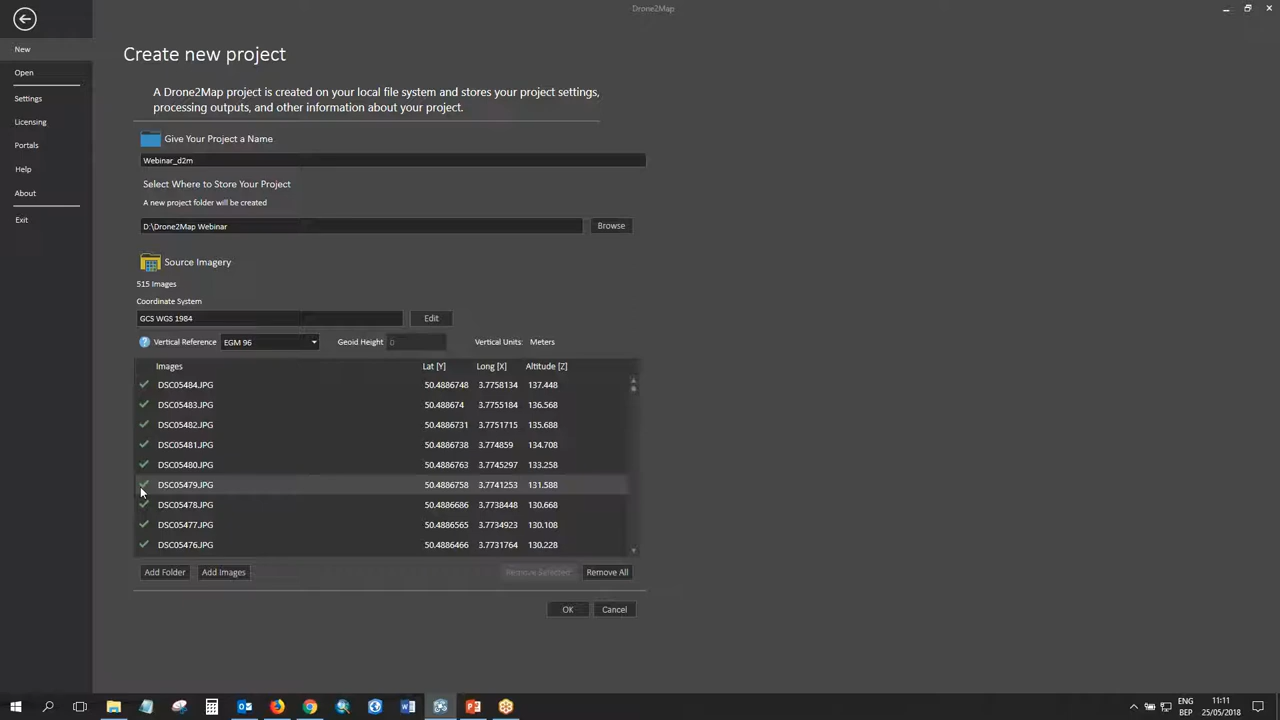 Drone2Map
New
Open
Settings
Licensing
Portals
Help
About
Exit
Create new project
A Drone2Map project is created on your local file system and stores your project settings,
processing outputs, and other information about your project.
Give Your Project a Name
Webinar_d2m
Select Where to Store Your Project
A new project folder will be created
D:\Drone2Map Webinar Browse
Source Imagery
515 Images
Coordinate System
GCS WGS 1984 Edit
Vertical Reference EGM 96 Geoid Height 0 Vertical Units: Meters
Images Lat [Y] Long [X] Altitude [Z]
DSC05484.JPG 50.4886748 3.7758134 137.448
DSC05483.JPG 50.488674 3.7755184 136.568
DSC05482.JPG 50.4886731 3.7751715 135.688
DSC05481.JPG 50.4886738 3.774859 134.708
DSC05480.JPG 50.4886763 3.7745297 133.258
DSC05479.JPG 50.4886758 3.7741253 131.588
DSC05478.JPG 50.4886686 3.7738448 130.668
DSC05477.JPG 50.4886565 3.7734923 130.108
DSC05476.JPG 50.4886466 3.7731764 130.228
Add Folder Add Images Remove Selected Remove All
OK Cancel
ENG 11:11
BEP 25/05/2018